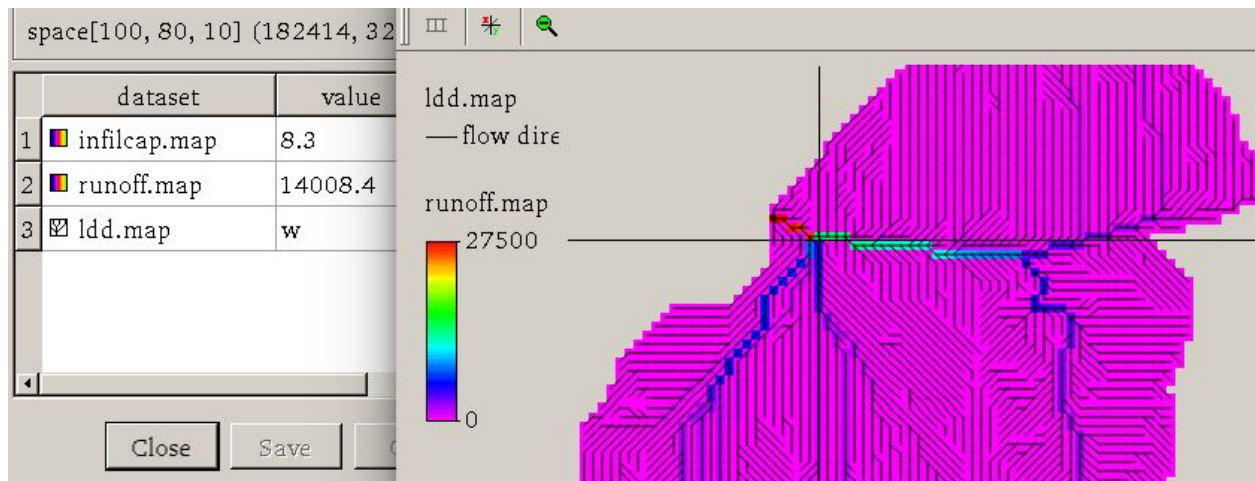 space[100, 80, 10] (182414, 32
dataset value
1 infilcap.map 8.3
2 runoff.map 14008.4
3 ldd.map w
Close Save
ldd.map
flow dire
runoff.map
27500
0